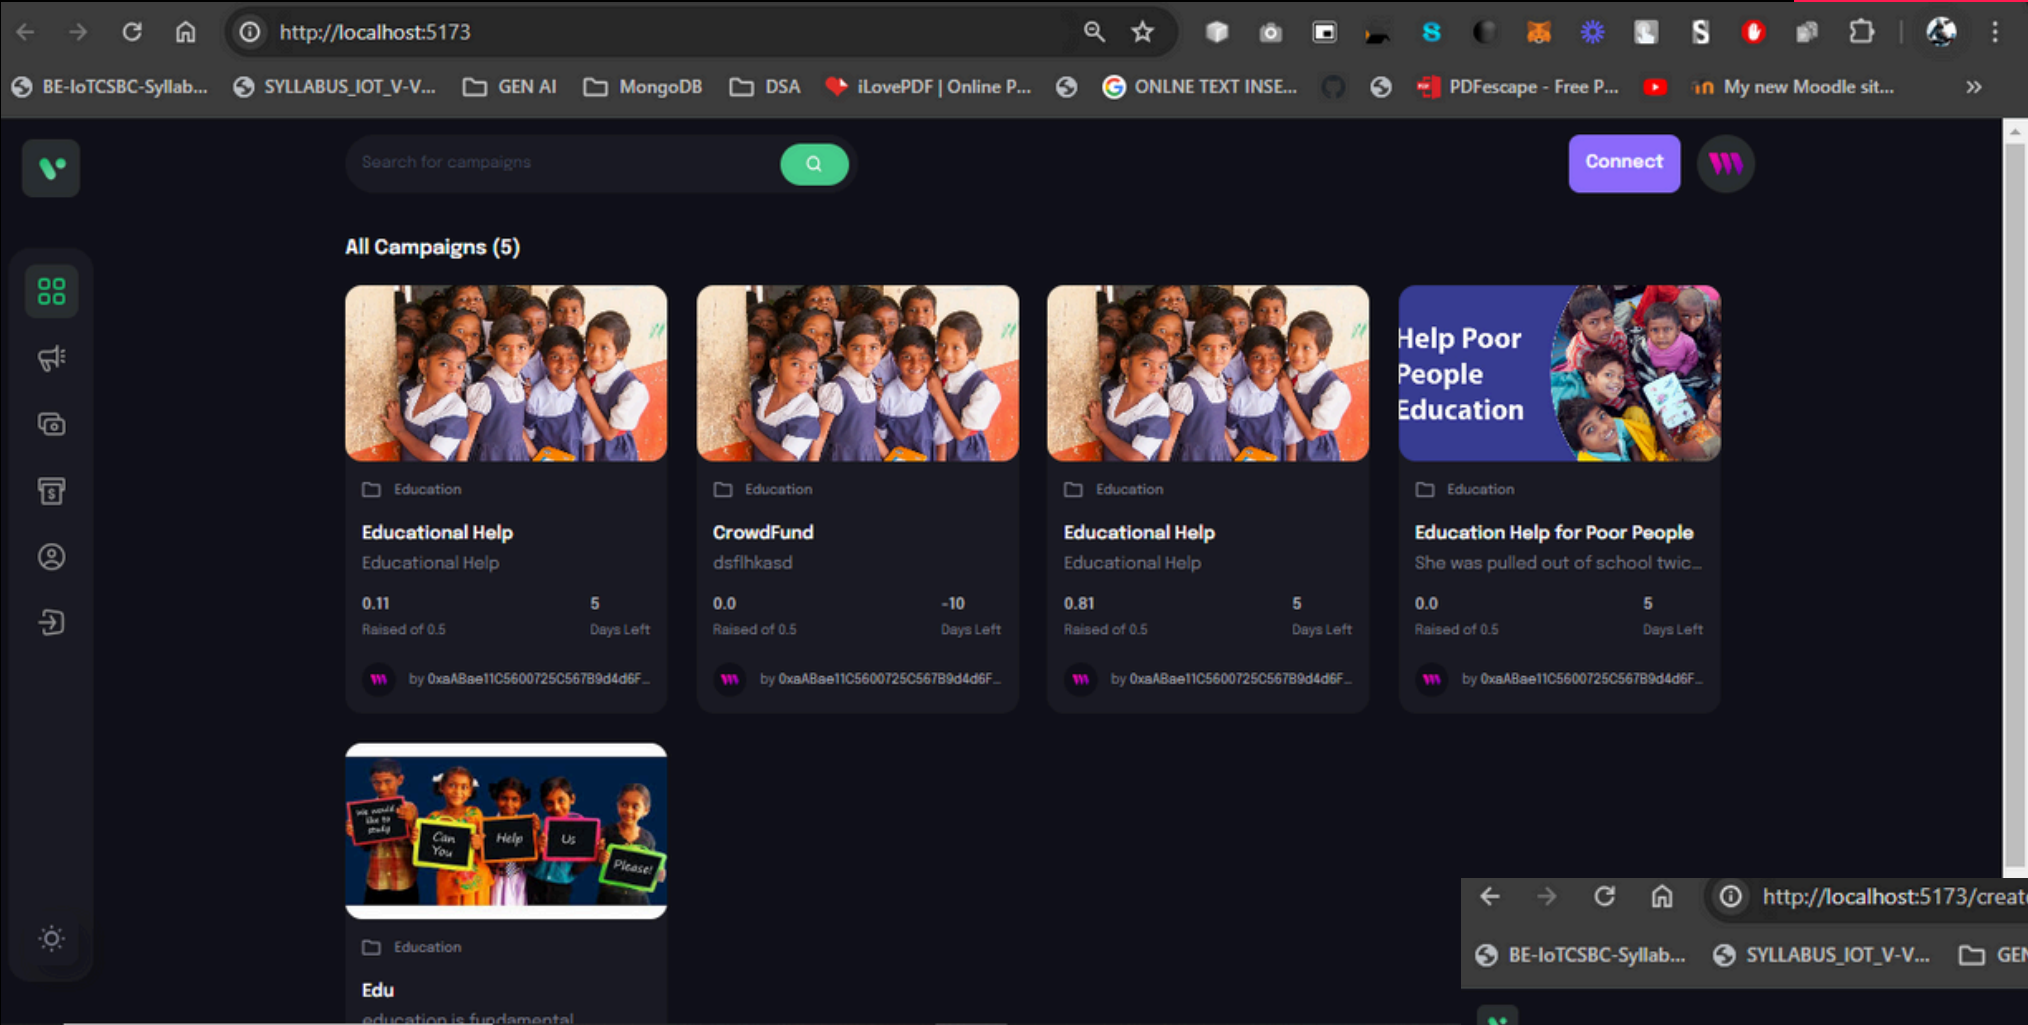 http://localhost:5173
BE-IoTCSBC-Syllab...
SYLLABUS_IOT_V-V...
GEN AI
MongoDB
DSA
iLovePDF | Online P...
ONLNE TEXT INSE...
PDFescape - Free P...
My new Moodle sit...
Search for campaigns
Connect
All Campaigns (5)
Education
Educational Help
Educational Help
0.11
5
Raised of 0.5
Days Left
by 0xaABae11C5600725C567B9d4d6F...
Education
CrowdFund
dsflhkasd
0.0
-10
Raised of 0.5
Days Left
by 0xaABae11C5600725C567B9d4d6F...
Education
Educational Help
Educational Help
0.81
5
Raised of 0.5
Days Left
by 0xaABae11C5600725C567B9d4d6F...
Help Poor
People
Education
Education
Education Help for Poor People
She was pulled out of school twic...
0.0
5
Raised of 0.5
Days Left
by 0xaABae11C5600725C567B9d4d6F...
We would
like to
study
Can
You
Help
Us
Please!
Education
Edu
education is fundamental
http://localhost:5173/creat
BE-IoTCSBC-Syllab...
SYLLABUS_IOT_V-V...
GEN